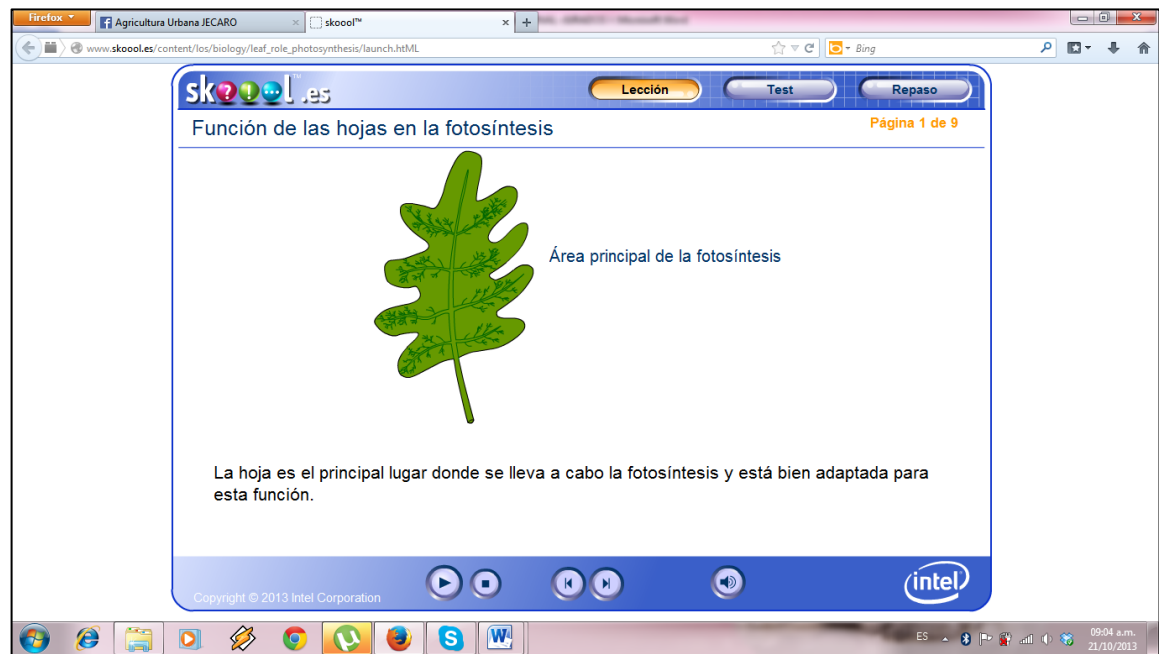 Firefox
Agricultura Urbana JECARO
skoool™
www.skoool.es/content/los/biology/leaf_role_photosynthesis/launch.htML
Bing
skoool™.es
Lección
Test
Repaso
Función de las hojas en la fotosíntesis
Página 1 de 9
Área principal de la fotosíntesis
La hoja es el principal lugar donde se lleva a cabo la fotosíntesis y está bien adaptada para
esta función.
Copyright © 2013 Intel Corporation
intel
ES
09:04 a.m.
21/10/2013